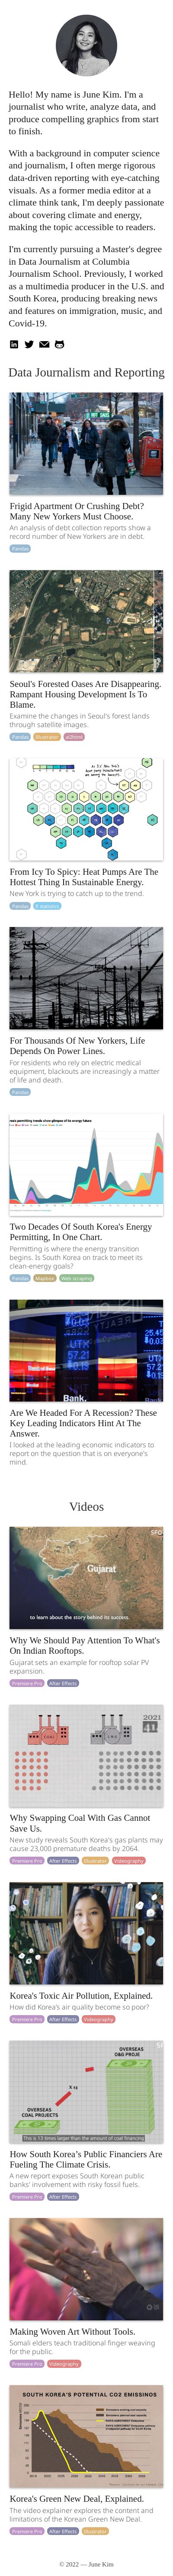 Hello! My name is June Kim. I'm a
journalist who write, analyze data, and
produce compelling graphics from start
to finish.
With a background in computer science
and journalism, I often merge rigorous
data-driven reporting with eye-catching
visuals. As a former media editor at a
climate think tank, I'm deeply passionate
about covering climate and energy,
making the topic accessible to readers.
I'm currently pursuing a Master's degree
in Data Journalism at Columbia
Journalism School. Previously, I worked
as a multimedia producer in the U.S. and
South Korea, producing breaking news
and features on immigration, music, and
Covid-19.
Data Journalism and Reporting
Frigid Apartment Or Crushing Debt?
Many New Yorkers Must Choose.
An analysis of debt collection reports show a
record number of New Yorkers are in debt.
Pandas
Seoul's Forested Oases Are Disappearing.
Rampant Housing Development Is To
Blame.
Examine the changes in Seoul's forest lands
through satellite images.
Pandas Illustrator ai2html
From Icy To Spicy: Heat Pumps Are The
Hottest Thing In Sustainable Energy.
New York is trying to catch up to the trend.
Pandas R statistics
For Thousands Of New Yorkers, Life
Depends On Power Lines.
For residents who rely on electric medical
equipment, blackouts are increasingly a matter
of life and death.
Pandas
Two Decades Of South Korea's Energy
Permitting, In One Chart.
Permitting is where the energy transition
begins. Is South Korea on track to meet its
clean-energy goals?
Pandas Mapbox Web scraping
Bank.
Are We Headed For A Recession? These
Key Leading Indicators Hint At The
Answer.
I looked at the leading economic indicators to
report on the question that is on everyone's
mind.
Videos
Gujarat
to learn about the story behind its success.
Why We Should Pay Attention To What's
On Indian Rooftops.
Gujarat sets an example for rooftop solar PV
expansion.
Premiere Pro After Effects
2021
Why Swapping Coal With Gas Cannot
Save Us.
New study reveals South Korea's gas plants may
cause 23,000 premature deaths by 2064.
Premiere Pro After Effects Illustrator Videography
Korea's Toxic Air Pollution, Explained.
How did Korea's air quality become so poor?
Premiere Pro After Effects Videography
OVERSEAS
O&G PROJE
OVERSEAS
COAL PROJECTS
This is 13 times larger than the amount of coal financing
How South Korea’s Public Financiers Are
Fueling The Climate Crisis.
A new report exposes South Korean public
banks' involvement with risky fossil fuels.
Premiere Pro After Effects
Making Woven Art Without Tools.
Somali elders teach traditional finger weaving
for the public.
Premiere Pro Videography
SOUTH KOREA'S POTENTIAL CO2 EMISSINOS
Korea's Green New Deal, Explained.
The video explainer explores the content and
limitations of the Korean Green New Deal.
Premiere Pro After Effects Illustrator
© 2022 — June Kim